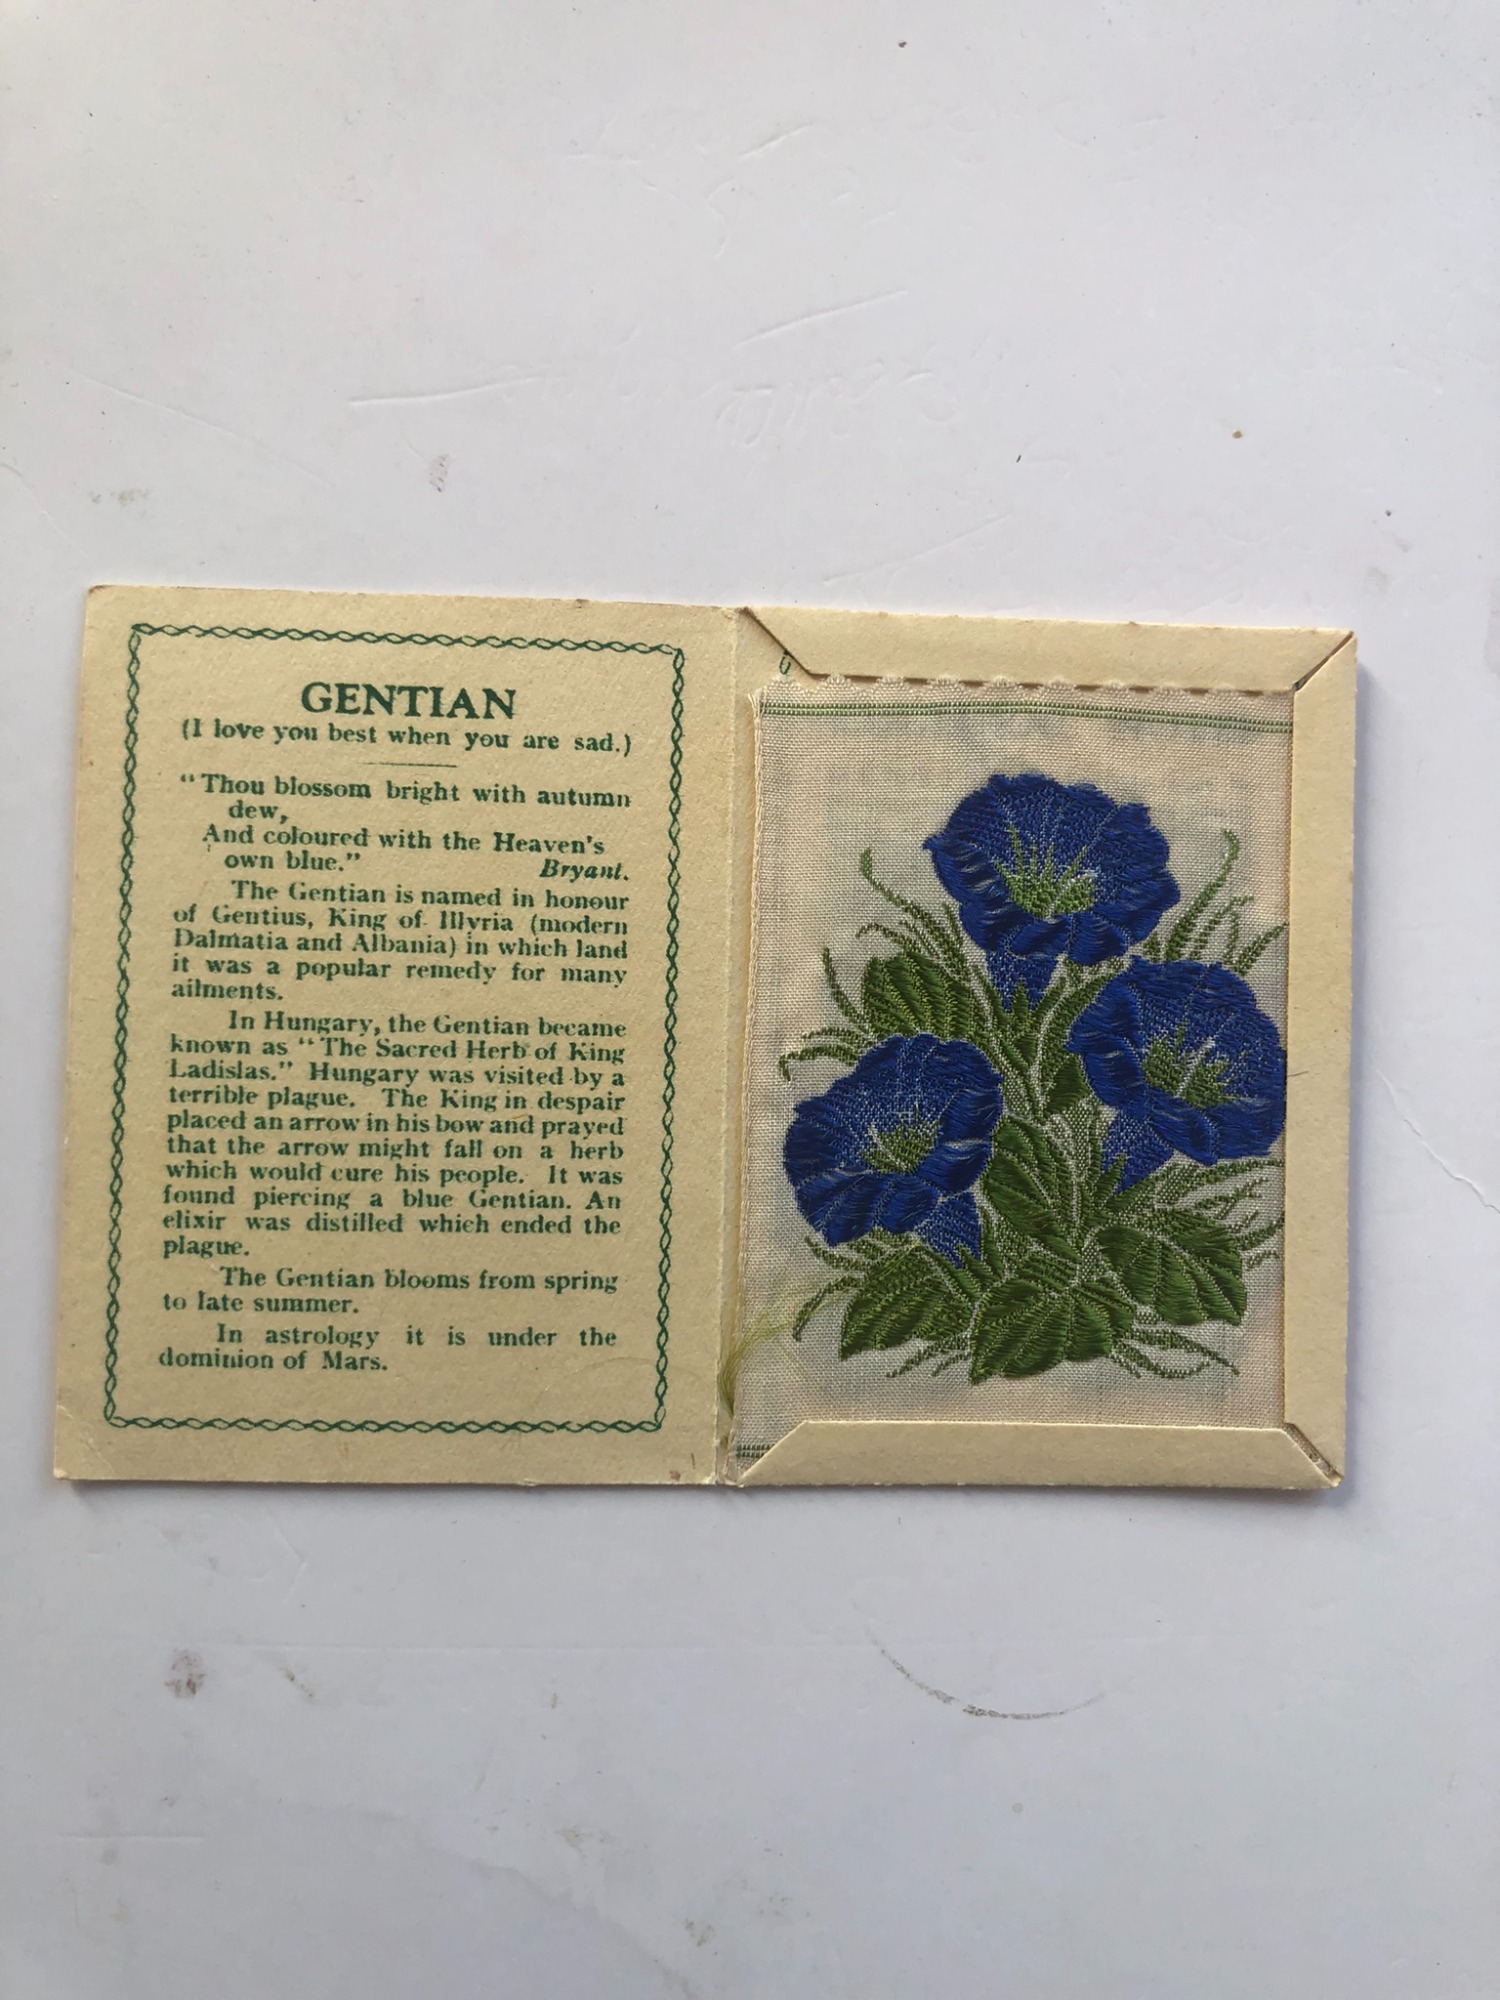 GENTIAN
(I love you best when you are sad.)
"Thou blossom bright with autumn
dew,
And coloured with the Heaven's
own blue." Bryant.
The Gentian is named in honour
of Gentius, King of Illyria (modern
Dalmatia and Albania) in which land
it was a popular remedy for many
ailments.
In Hungary, the Gentian became
known as "The Sacred Herb of King
Ladislas." Hungary was visited by a
terrible plague. The King in despair
placed an arrow in his bow and prayed
that the arrow might fall on a herb
which would cure his people. It was
found piercing a blue Gentian. An
elixir was distilled which ended the
plague.
The Gentian blooms from spring
to late summer.
In astrology it is under the
dominion of Mars.